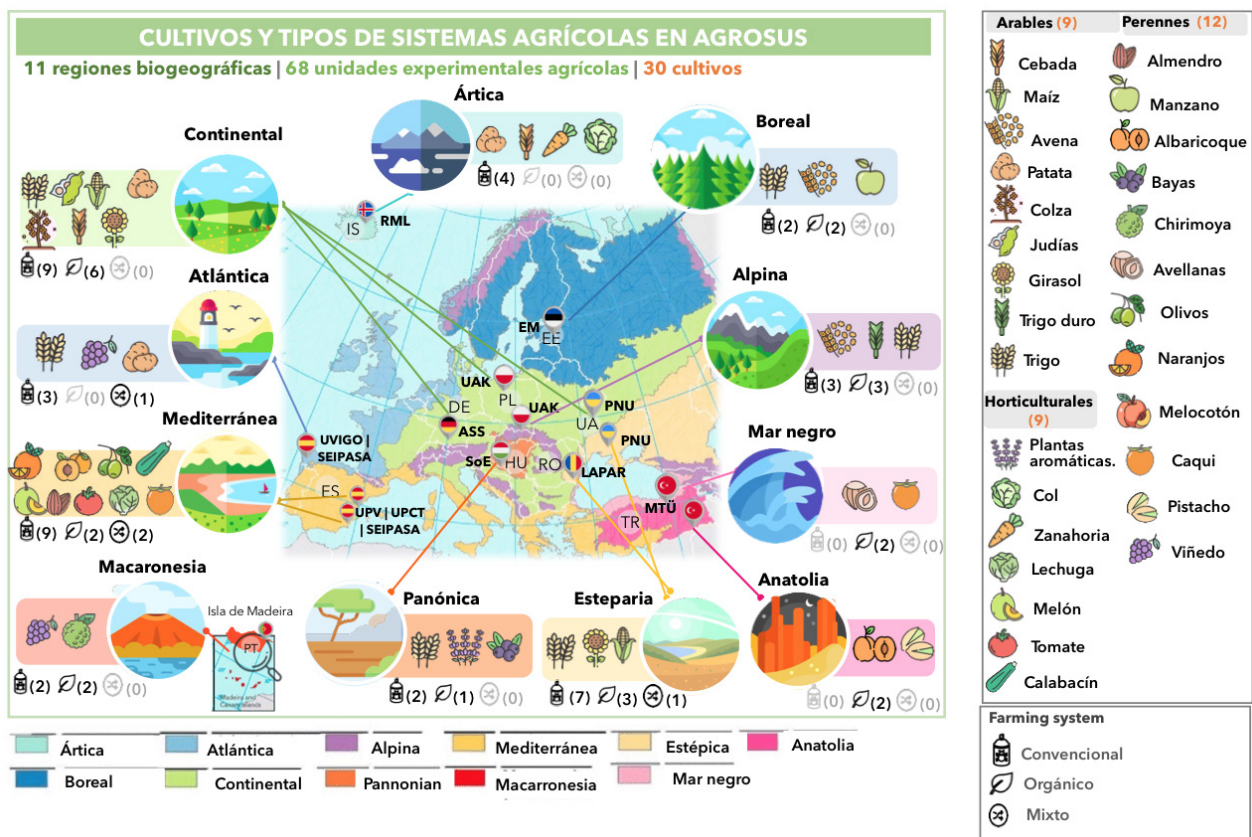 CULTIVOS Y TIPOS DE SISTEMAS AGRÍCOLAS EN AGROSUS
11 regiones biogeográficas | 68 unidades experimentales agrícolas | 30 cultivos
Ártica
(4) (0) (0)
Continental
(9) (6) (0)
Boreal
(2) (2) (0)
Atlántica
(3) (0) (1)
Alpina
(3) (3) (0)
Mediterránea
(9) (2) (2)
Mar negro
(0) (2) (0)
Macaronesia
(2) (2) (0)
Isla de Madeira
PT
Madeira and
Canary Islands
Panónica
(2) (1) (0)
Esteparia
(7) (3) (1)
Anatolia
(0) (2) (0)
IS
RML
EM
EE
UAK
PL
DE
UAK
PNU
UA
ASS
PNU
UVIGO |
SEIPASA
SoE
HU
RO
LAPAR
ES
UPV | UPCT
| SEIPASA
MTÜ
TR
Ártica
Atlántica
Alpina
Mediterránea
Estépica
Anatolia
Boreal
Continental
Pannonian
Macarronesia
Mar negro
Arables (9)
Cebada
Maíz
Avena
Patata
Colza
Judías
Girasol
Trigo duro
Trigo
Horticulturales
(9)
Plantas
aromáticas.
Col
Zanahoria
Lechuga
Melón
Tomate
Calabacín
Perennes (12)
Almendro
Manzano
Albaricoque
Bayas
Chirimoya
Avellanas
Olivos
Naranjos
Melocotón
Caqui
Pistacho
Viñedo
Farming system
Convencional
Orgánico
Mixto